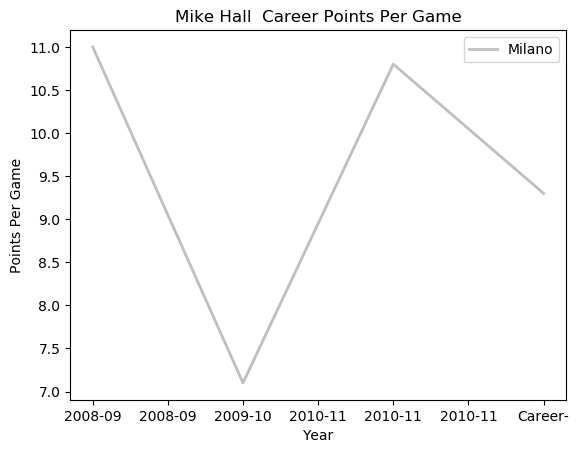 Mike Hall  Career Points Per Game
Milano
11.0
10.5
10.0
9.5
9.0
8.5
8.0
7.5
7.0
Points Per Game
2008-09 2008-09 2009-10 2010-11 2010-11 2010-11 Career-
Year